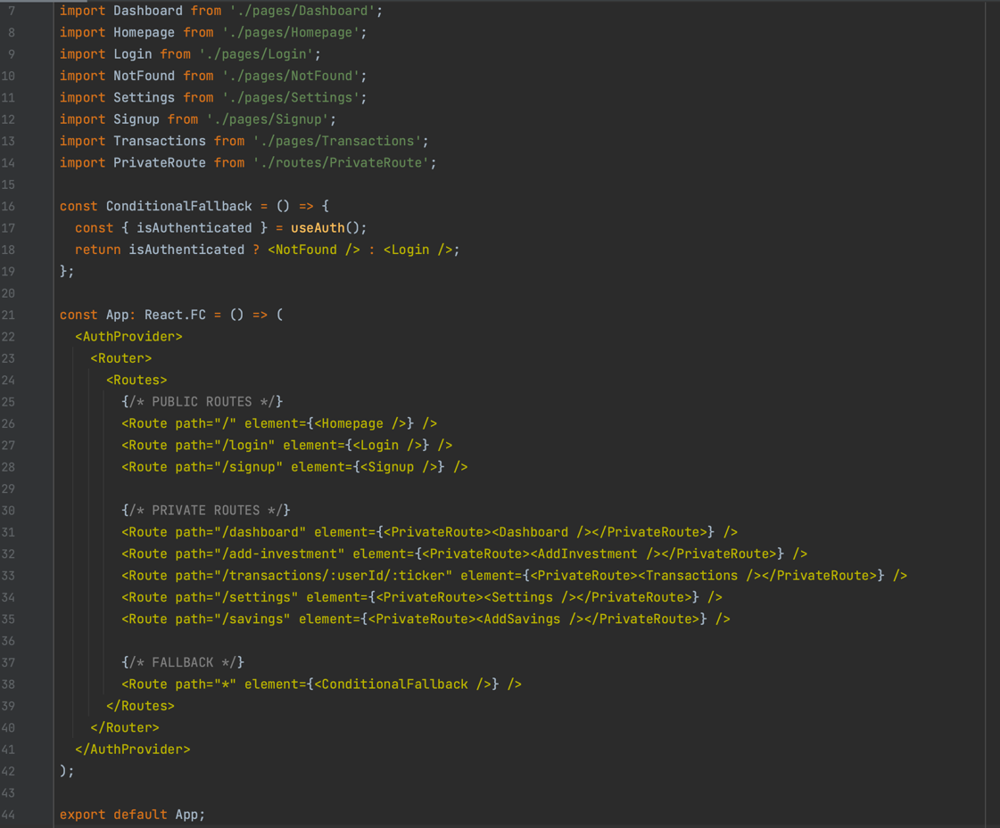 7 import Dashboard from './pages/Dashboard';
8 import Homepage from './pages/Homepage';
9 import Login from './pages/Login';
10 import NotFound from './pages/NotFound';
11 import Settings from './pages/Settings';
12 import Signup from './pages/Signup';
13 import Transactions from './pages/Transactions';
14 import PrivateRoute from './routes/PrivateRoute';
15
16 const ConditionalFallback = () => {
17   const { isAuthenticated } = useAuth();
18   return isAuthenticated ? <NotFound /> : <Login />;
19 };
20
21 const App: React.FC = () => (
22   <AuthProvider>
23     <Router>
24       <Routes>
25         {/* PUBLIC ROUTES */}
26         <Route path="/" element={<Homepage />} />
27         <Route path="/login" element={<Login />} />
28         <Route path="/signup" element={<Signup />} />
29
30         {/* PRIVATE ROUTES */}
31         <Route path="/dashboard" element={<PrivateRoute><Dashboard /></PrivateRoute>} />
32         <Route path="/add-investment" element={<PrivateRoute><AddInvestment /></PrivateRoute>} />
33         <Route path="/transactions/:userId/:ticker" element={<PrivateRoute><Transactions /></PrivateRoute>} />
34         <Route path="/settings" element={<PrivateRoute><Settings /></PrivateRoute>} />
35         <Route path="/savings" element={<PrivateRoute><AddSavings /></PrivateRoute>} />
36
37         {/* FALLBACK */}
38         <Route path="*" element={<ConditionalFallback />} />
39       </Routes>
40     </Router>
41   </AuthProvider>
42 );
43
44 export default App;